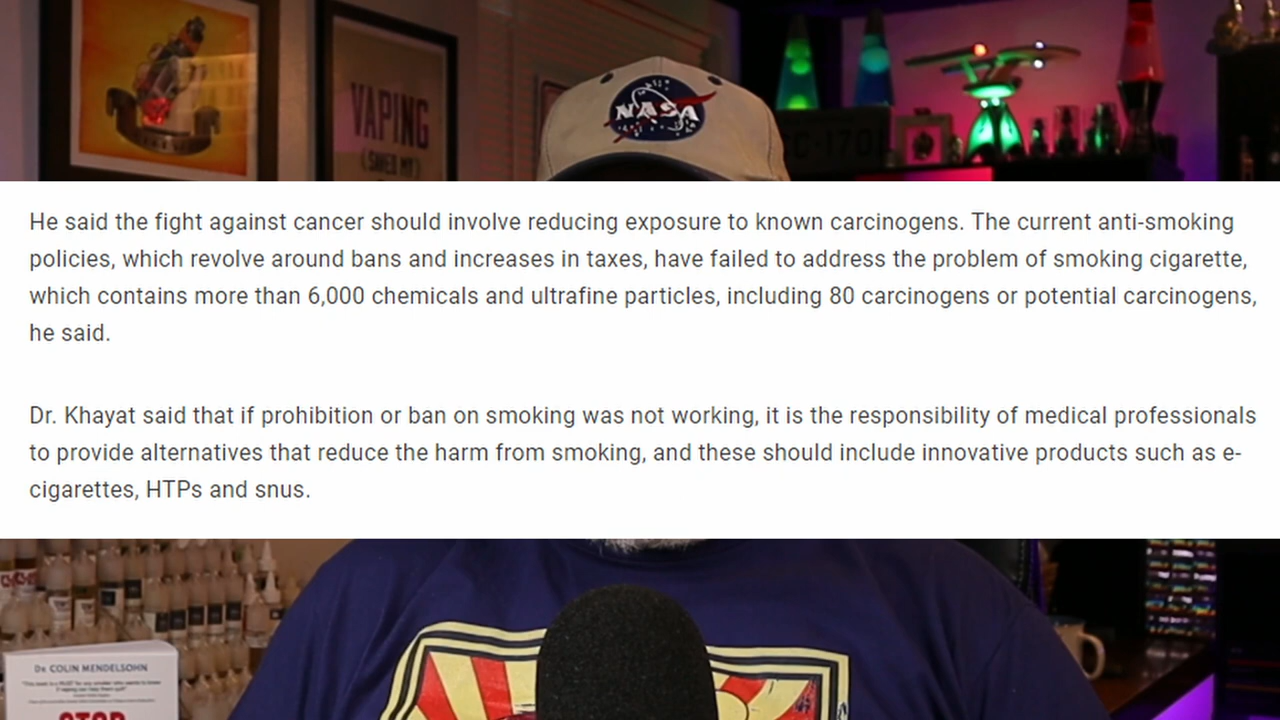 VAPING
(SAVED MY)
NASA
He said the fight against cancer should involve reducing exposure to known carcinogens. The current anti-smoking
policies, which revolve around bans and increases in taxes, have failed to address the problem of smoking cigarette,
which contains more than 6,000 chemicals and ultrafine particles, including 80 carcinogens or potential carcinogens,
he said.
Dr. Khayat said that if prohibition or ban on smoking was not working, it is the responsibility of medical professionals
to provide alternatives that reduce the harm from smoking, and these should include innovative products such as e-
cigarettes, HTPs and snus.
Dr. COLIN MENDELSOHN
STOP